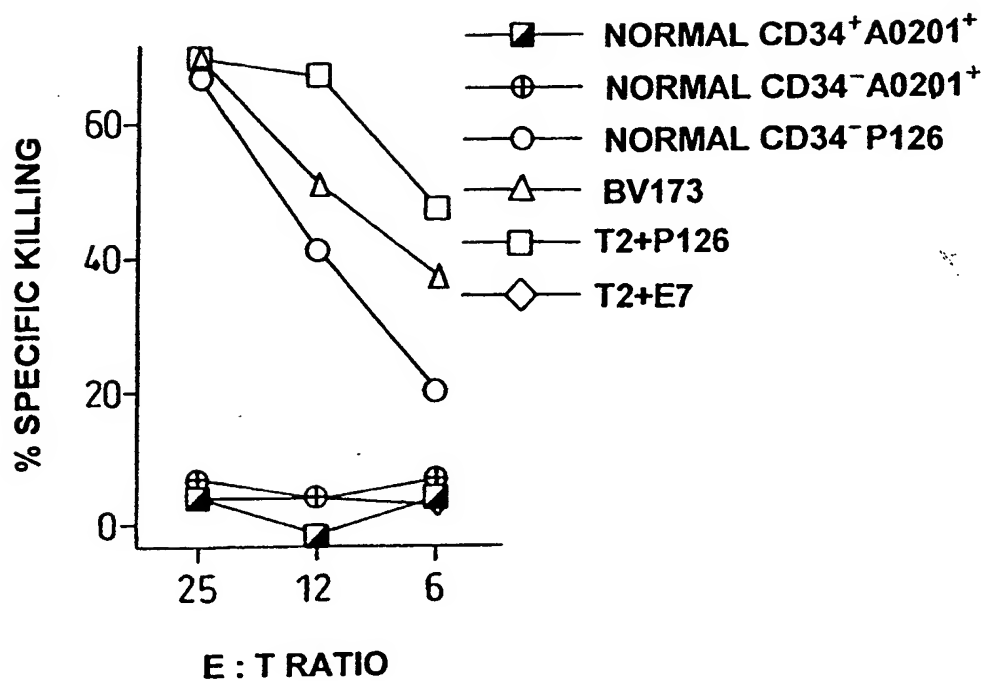 NORMAL CD34⁺A0201⁺
NORMAL CD34⁻A0201⁺
NORMAL CD34⁻P126
BV173
T2+P126
T2+E7
% SPECIFIC KILLING
60
40
20
0
25 12 6
E : T RATIO